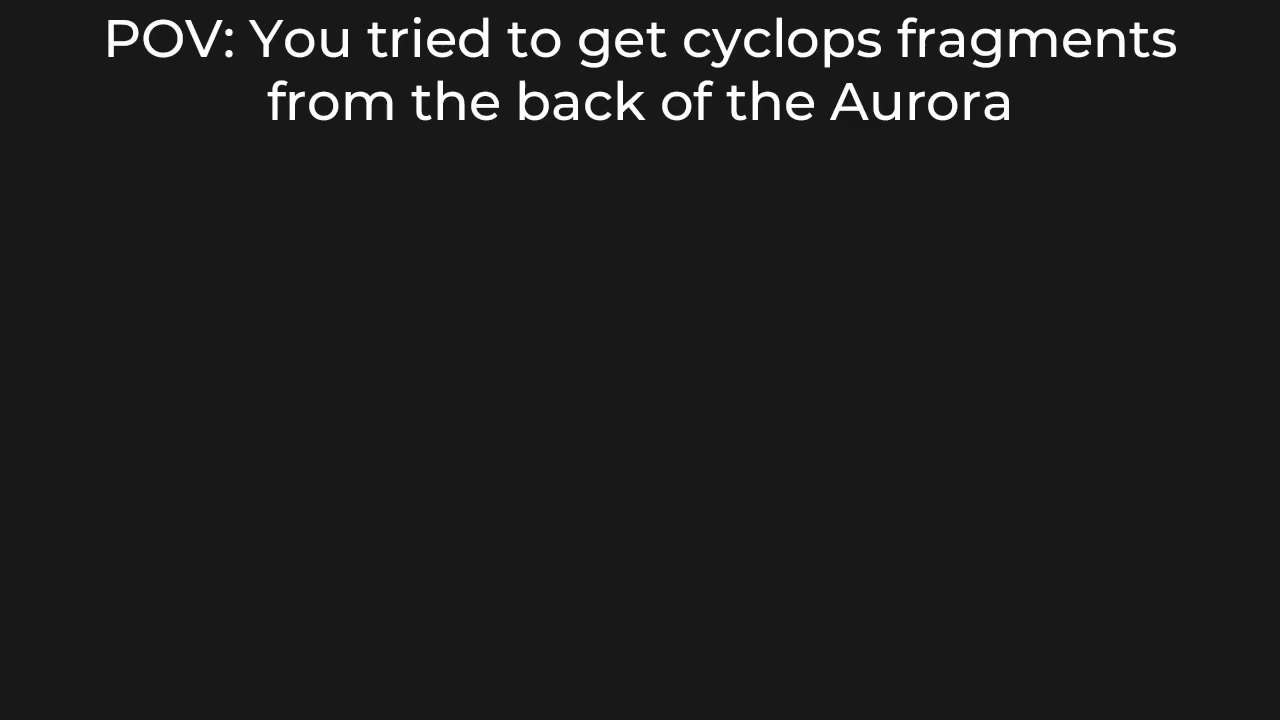 POV: You tried to get cyclops fragments
from the back of the Aurora